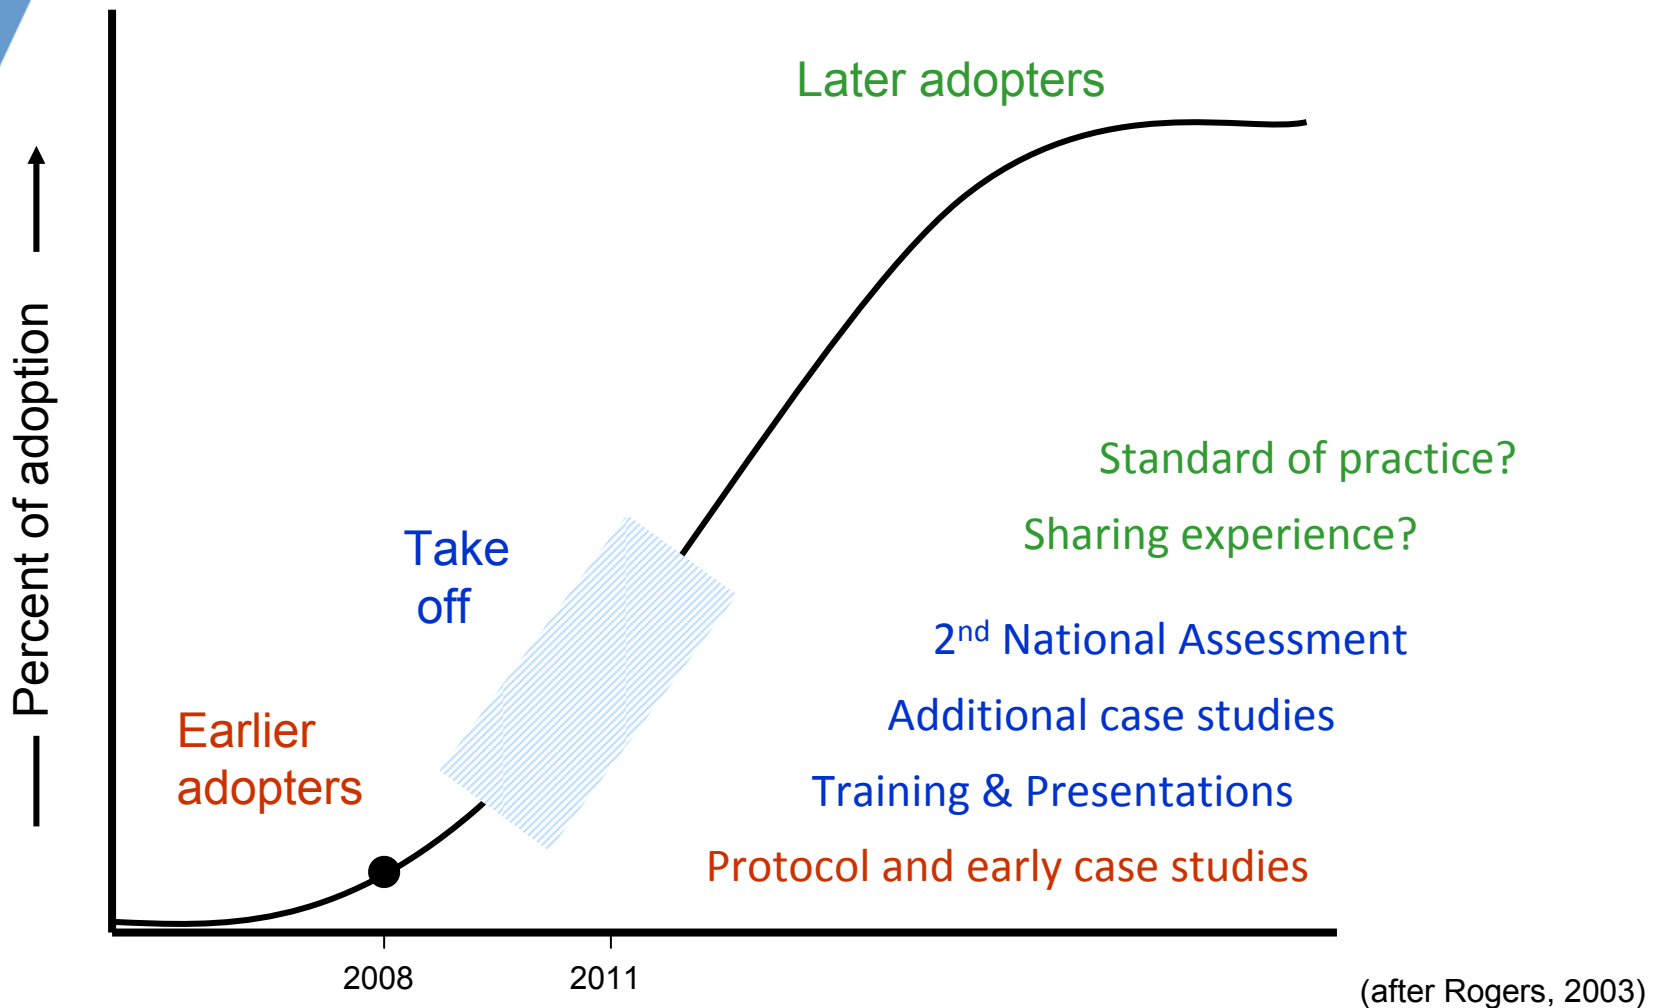 Later adopters
Percent of adoption
Standard of practice?
Take
off
Sharing experience?
2nd National Assessment
Earlier
adopters
Additional case studies
Training & Presentations
Protocol and early case studies
2008
2011
(after Rogers, 2003)